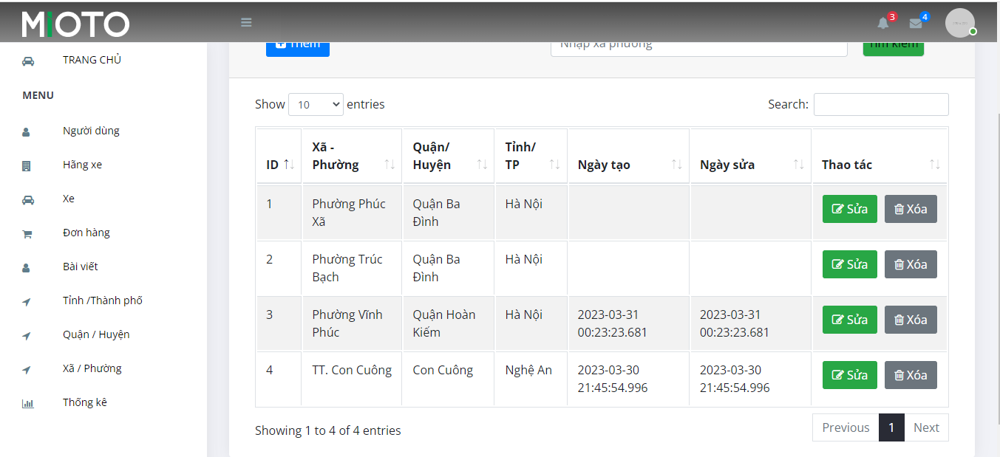 MIOTO
3
4
TRANG CHỦ
MENU
Người dùng
Hãng xe
Xe
Đơn hàng
Bài viết
Tỉnh /Thành phố
Quận / Huyện
Xã / Phường
Thống kê
Thêm
Nhập xã phường
Tìm kiếm
Show 10 entries
Search:
ID
Xã -
Phường
Quận/
Huyện
Tỉnh/
TP
Ngày tạo
Ngày sửa
Thao tác
1
Phường Phúc
Xã
Quận Ba
Đình
Hà Nội
Sửa
Xóa
2
Phường Trúc
Bạch
Quận Ba
Đình
Hà Nội
Sửa
Xóa
3
Phường Vĩnh
Phúc
Quận Hoàn
Kiếm
Hà Nội
2023-03-31
00:23:23.681
2023-03-31
00:23:23.681
Sửa
Xóa
4
TT. Con Cuông
Con Cuông
Nghệ An
2023-03-30
21:45:54.996
2023-03-30
21:45:54.996
Sửa
Xóa
Showing 1 to 4 of 4 entries
Previous
1
Next